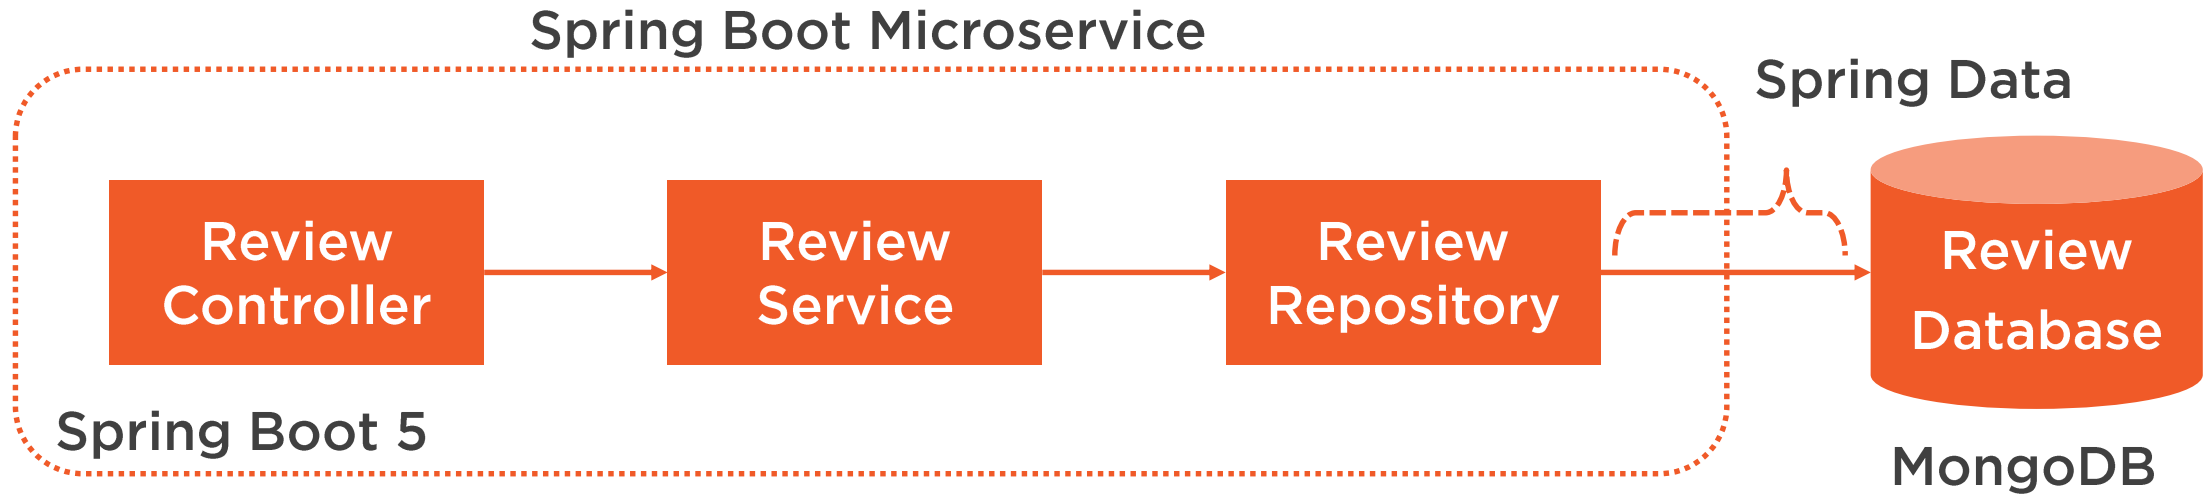 Spring Boot Microservice
Spring Data
Review
Controller
Review
Service
Review
Repository
Review
Database
Spring Boot 5
MongoDB